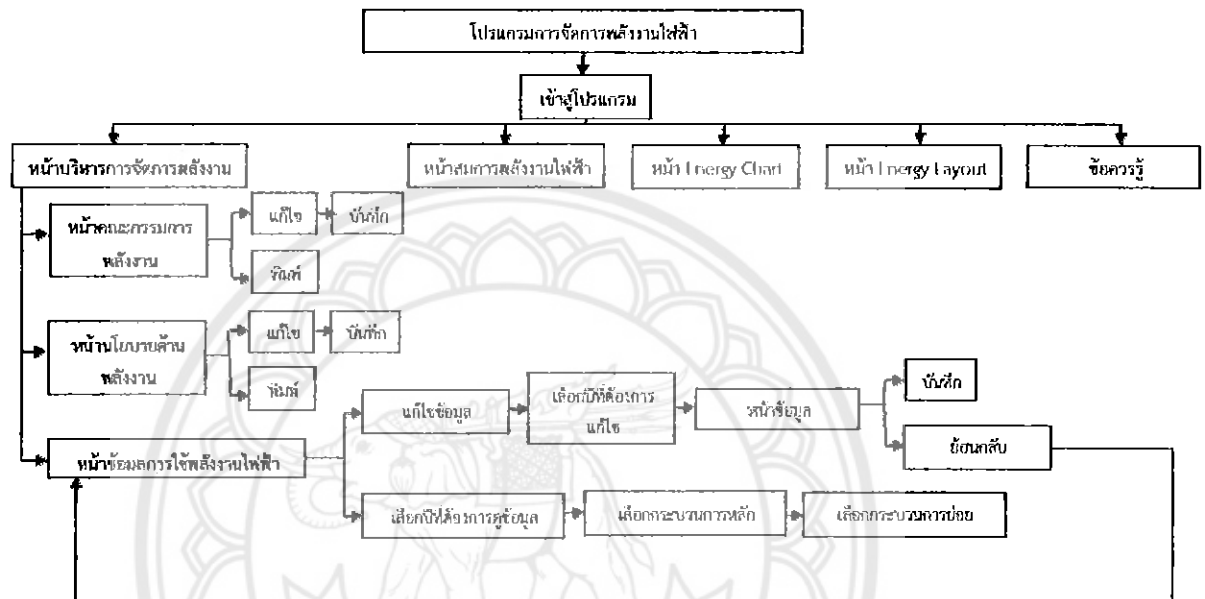 โปรแกรมการจัดการพลังงานไฟฟ้า
เข้าสู่โปรแกรม
หน้าบริหารการจัดการพลังงาน
หน้าสมการพลังงานไฟฟ้า
หน้า Energy Chart
หน้า Energy Layout
ข้อควรรู้
หน้าคณะกรรมการ
พลังงาน
แก้ไข
บันทึก
พิมพ์
หน้านโยบายด้าน
พลังงาน
แก้ไข
บันทึก
พิมพ์
หน้าข้อมูลการใช้พลังงานไฟฟ้า
แก้ไขข้อมูล
เลือกปีที่ต้องการ
แก้ไข
หน้าข้อมูล
บันทึก
ย้อนกลับ
เลือกปีที่ต้องการดูข้อมูล
เลือกกระบวนการหลัก
เลือกกระบวนการย่อย